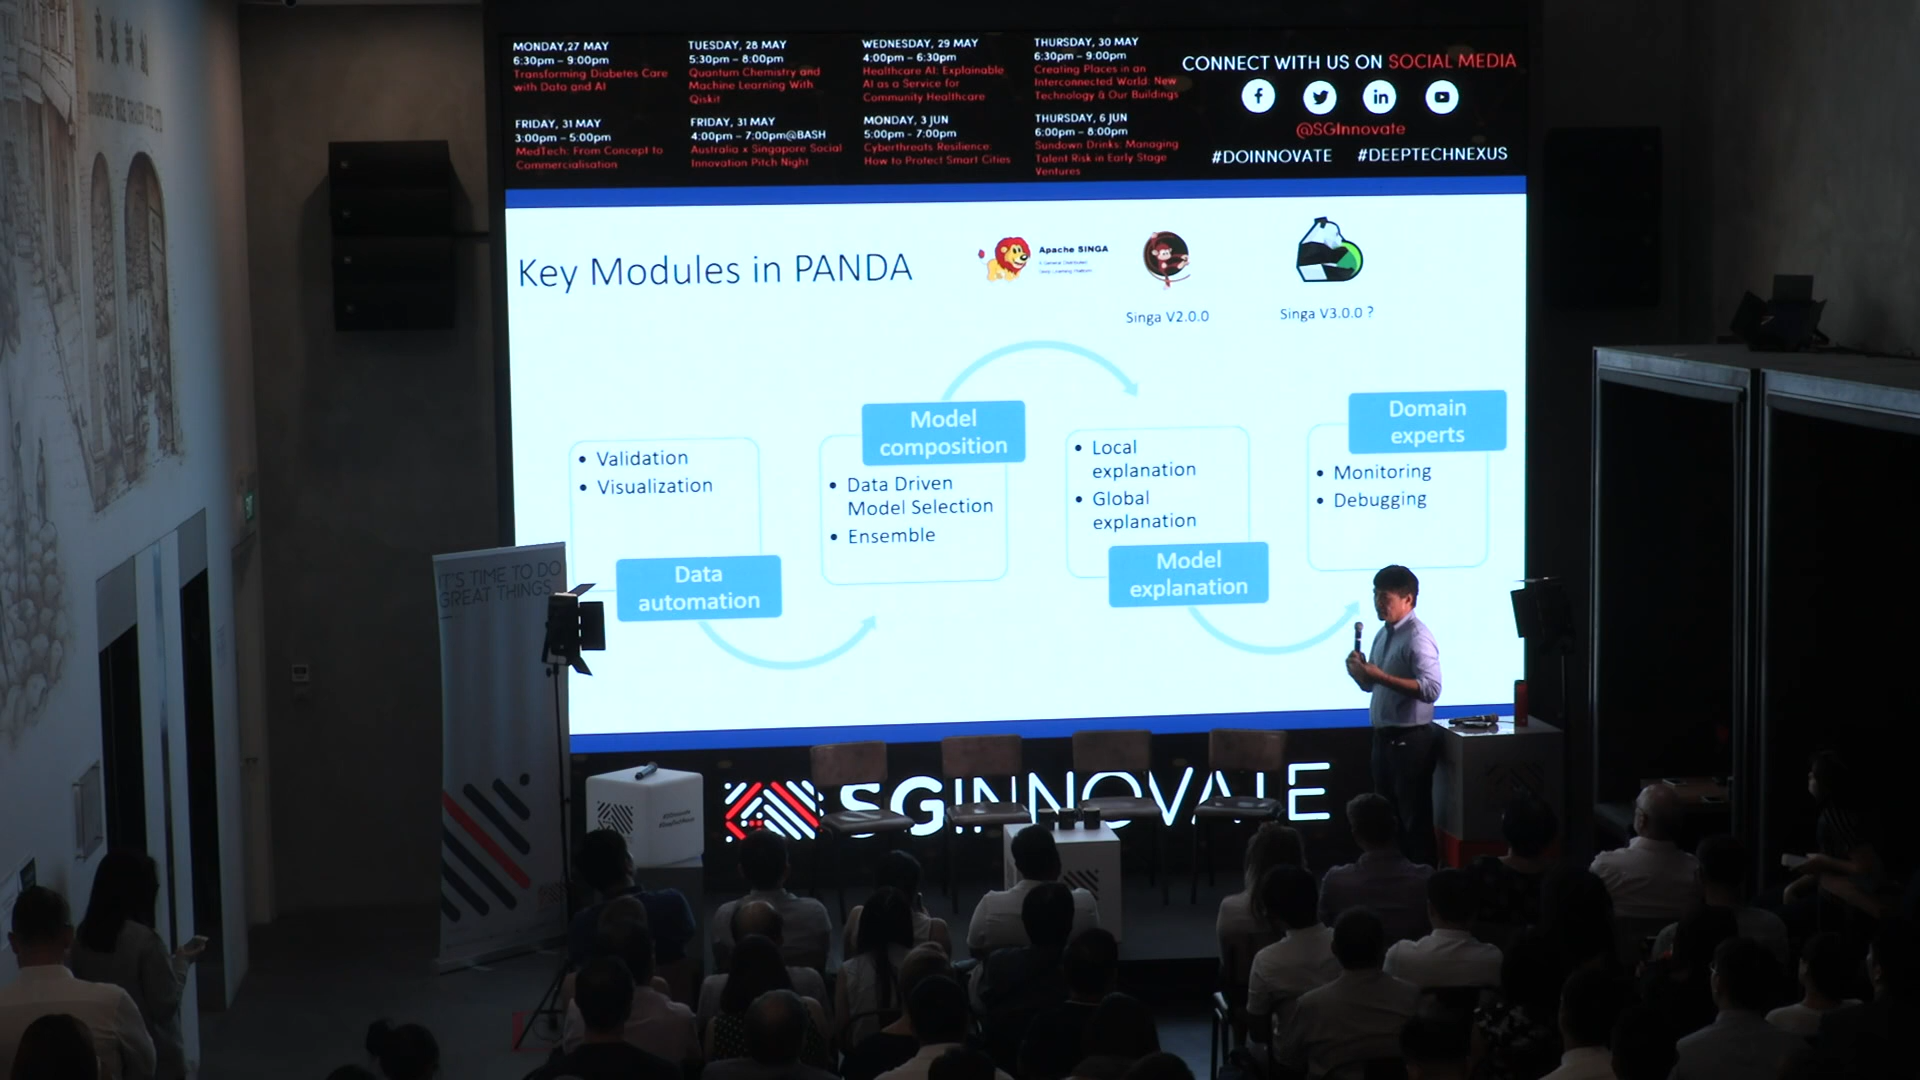 MONDAY,27 MAY
6:30pm – 9:00pm
Transforming Diabetes Care
with Data and AI
TUESDAY, 28 MAY
5:30pm – 8:00pm
Quantum Chemistry and
Machine Learning With
Qiskit
WEDNESDAY, 29 MAY
4:00pm – 6:30pm
Healthcare AI: Explainable
AI as a Service for
Community Healthcare
THURSDAY, 30 MAY
6:30pm – 9:00pm
Creating Places in an
Interconnected World: New
Technology & Our Buildings
FRIDAY, 31 MAY
3:00pm – 5:00pm
MedTech: From Concept to
Commercialisation
FRIDAY, 31 MAY
4:00pm – 7:00pm@BASH
Australia x Singapore Social
Innovation Pitch Night
MONDAY, 3 JUN
5:00pm – 7:00pm
Cyberthreats Resilience:
How to Protect Smart Cities
THURSDAY, 6 JUN
6:00pm – 8:00pm
Sundown Drinks: Managing
Talent Risk in Early Stage
Ventures
CONNECT WITH US ON SOCIAL MEDIA
@SGInnovate
#DOINNOVATE #DEEPTECHNEXUS
Key Modules in PANDA
Apache SINGA
Singa V2.0.0
Singa V3.0.0 ?
• Validation
• Visualization
Data
automation
Model
composition
• Data Driven
Model Selection
• Ensemble
• Local
explanation
• Global
explanation
Model
explanation
Domain
experts
• Monitoring
• Debugging
IT'S TIME TO DO
GREAT THINGS
SGINNOVATE